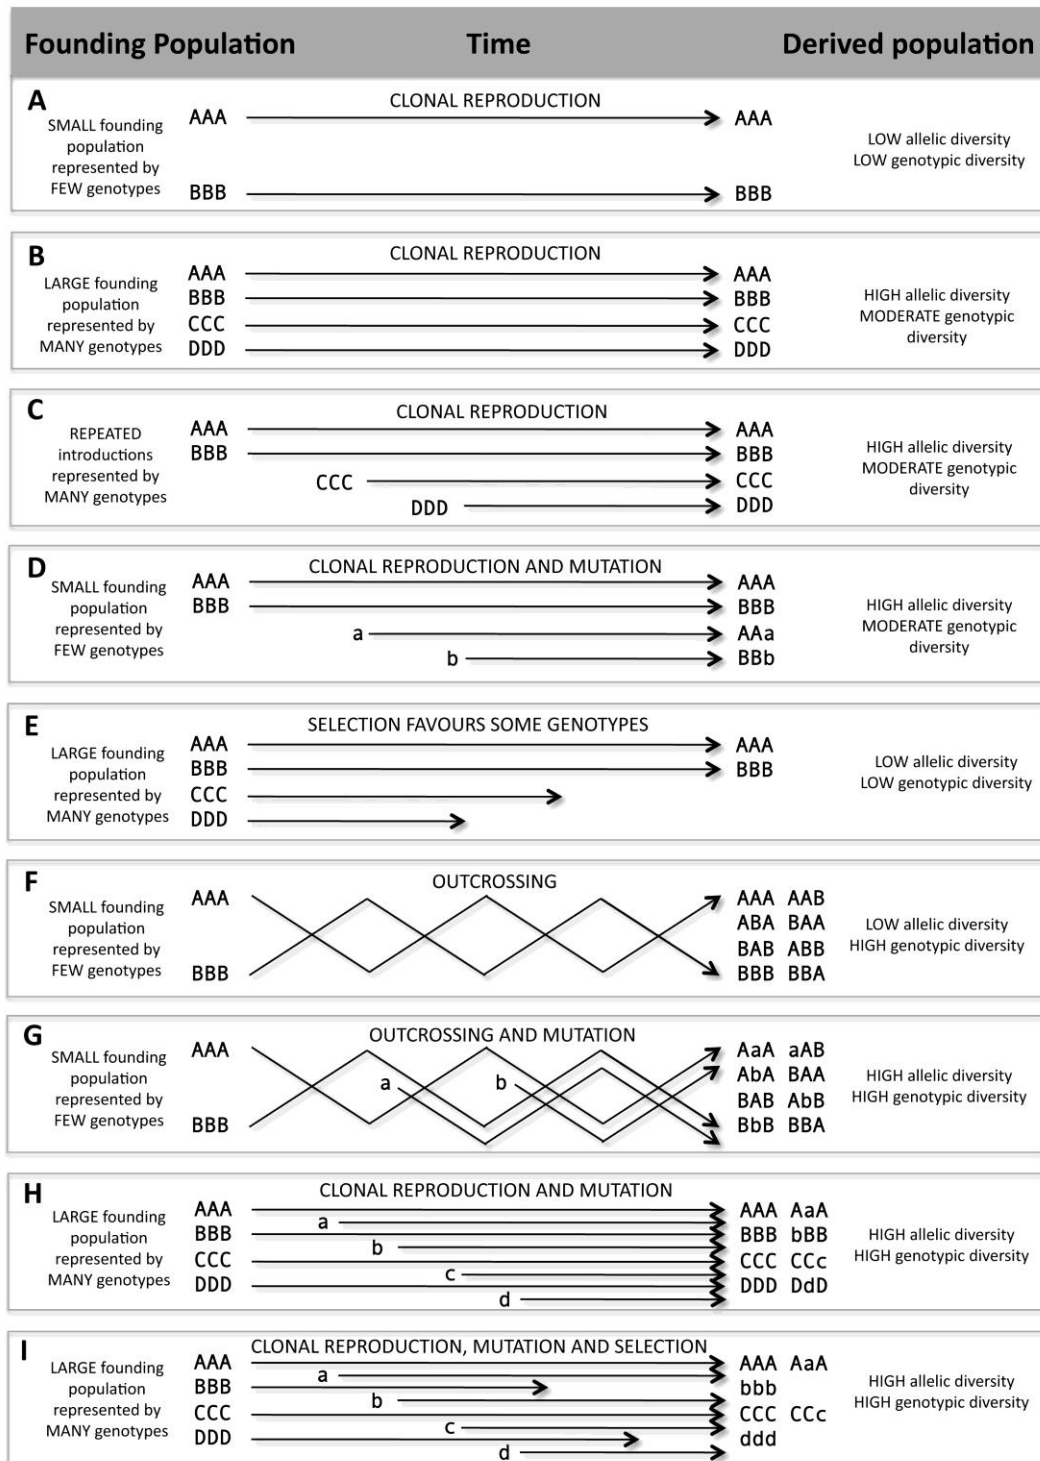 Founding Population Time Derived population
A
CLONAL REPRODUCTION
SMALL founding
population
represented by
FEW genotypes
AAA AAA
BBB BBB
LOW allelic diversity
LOW genotypic diversity
B
CLONAL REPRODUCTION
LARGE founding
population
represented by
MANY genotypes
AAA AAA
BBB BBB
CCC CCC
DDD DDD
HIGH allelic diversity
MODERATE genotypic
diversity
C
CLONAL REPRODUCTION
REPEATED
introductions
represented by
MANY genotypes
AAA AAA
BBB BBB
CCC CCC
DDD DDD
HIGH allelic diversity
MODERATE genotypic
diversity
D
CLONAL REPRODUCTION AND MUTATION
SMALL founding
population
represented by
FEW genotypes
AAA AAA
BBB BBB
a AAa
b BBb
HIGH allelic diversity
MODERATE genotypic
diversity
E
SELECTION FAVOURS SOME GENOTYPES
LARGE founding
population
represented by
MANY genotypes
AAA AAA
BBB BBB
CCC
DDD
LOW allelic diversity
LOW genotypic diversity
F
OUTCROSSING
SMALL founding
population
represented by
FEW genotypes
AAA
BBB
AAA AAB
ABA BAA
BAB ABB
BBB BBA
LOW allelic diversity
HIGH genotypic diversity
G
OUTCROSSING AND MUTATION
SMALL founding
population
represented by
FEW genotypes
AAA
BBB
a b
AaA aAB
AbA BAA
BAB AbB
BbB BBA
HIGH allelic diversity
HIGH genotypic diversity
H
CLONAL REPRODUCTION AND MUTATION
LARGE founding
population
represented by
MANY genotypes
AAA
BBB
CCC
DDD
a
b
c
d
AAA AaA
BBB bBB
CCC CCc
DDD DdD
HIGH allelic diversity
HIGH genotypic diversity
I
CLONAL REPRODUCTION, MUTATION AND SELECTION
LARGE founding
population
represented by
MANY genotypes
AAA
BBB
CCC
DDD
a
b
c
d
AAA AaA
bbb
CCC CCc
ddd
HIGH allelic diversity
HIGH genotypic diversity